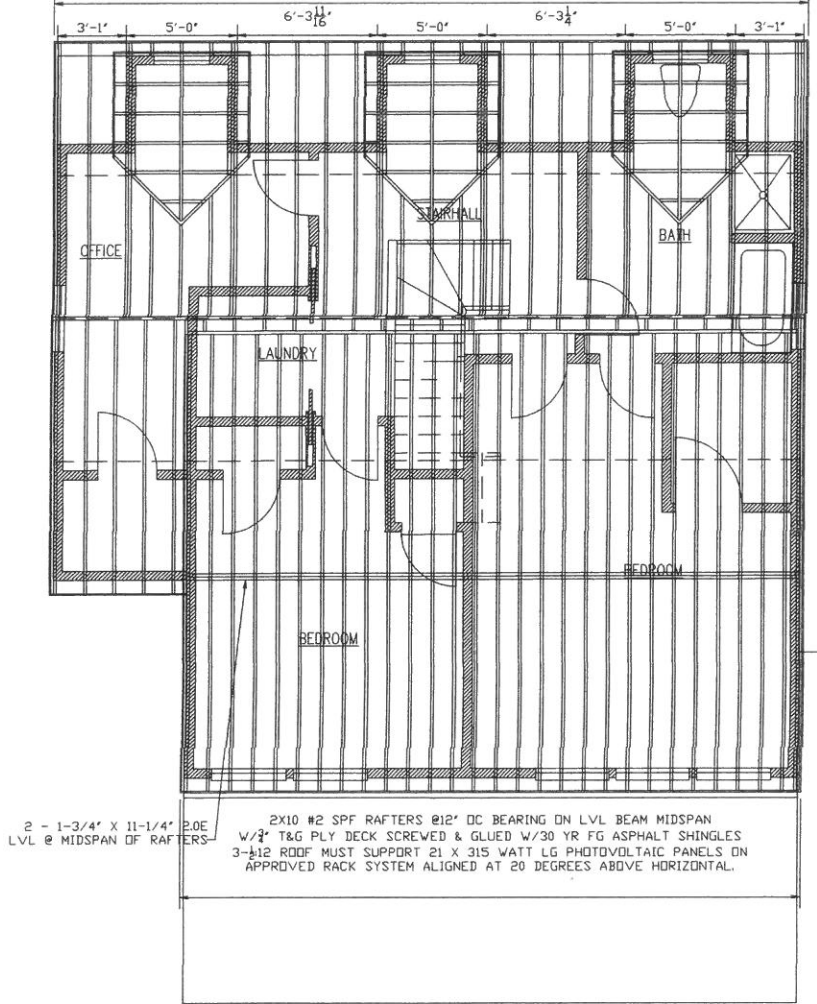 3'-1" 5'-0" 6'-3 11/16" 5'-0" 6'-3 1/4" 5'-0" 3'-1"
STAIRHALL
BATH
OFFICE
LAUNDRY
BEDROOM
BEDROOM
2 - 1-3/4" X 11-1/4" 2.0E
LVL @ MIDSPAN OF RAFTERS
2X10 #2 SPF RAFTERS @12" OC BEARING ON LVL BEAM MIDSPAN
W/3/4" T&G PLY DECK SCREWED & GLUED W/30 YR FG ASPHALT SHINGLES
3-1/2:12 ROOF MUST SUPPORT 21 X 315 WATT LG PHOTOVOLTAIC PANELS ON
APPROVED RACK SYSTEM ALIGNED AT 20 DEGREES ABOVE HORIZONTAL.